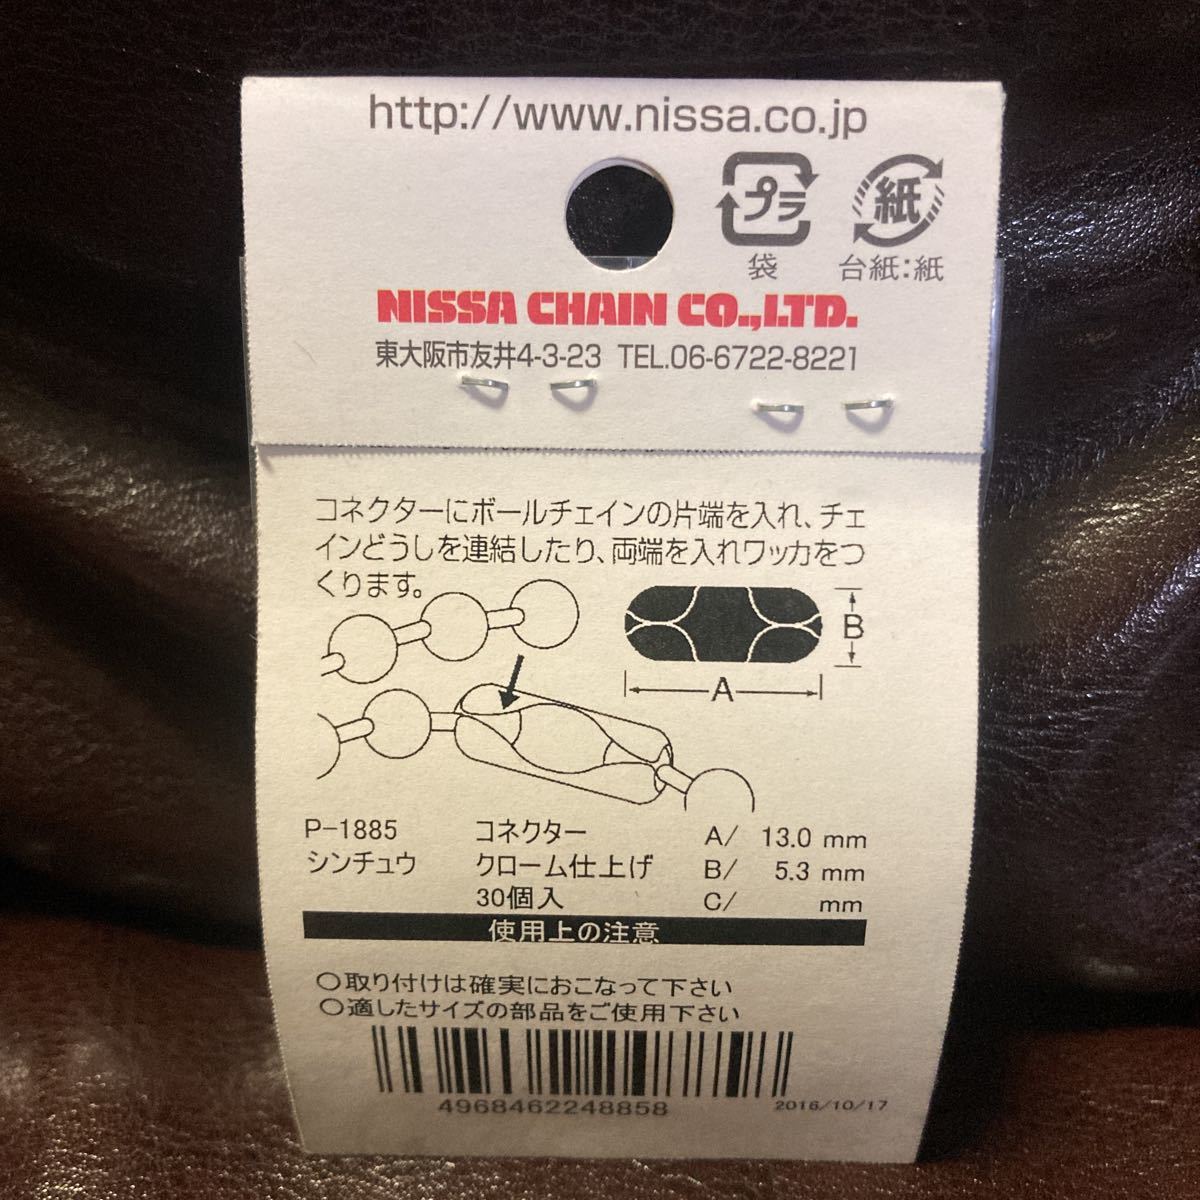 http://www.nissa.co.jp
プラ
紙
袋
台紙:紙
NISSA CHAIN CO.,LTD.
東大阪市友井4-3-23 TEL.06-6722-8221
コネクターにボールチェインの片端を入れ、チェ
インどうしを連結したり、両端を入れワッカをつ
くります。
B
A
P-1885 コネクター A/ 13.0 mm
シンチュウ クローム仕上げ B/ 5.3 mm
30個入 C/ mm
使用上の注意
○取り付けは確実におこなって下さい
○適したサイズの部品をご使用下さい
4968462248858
2016/10/17